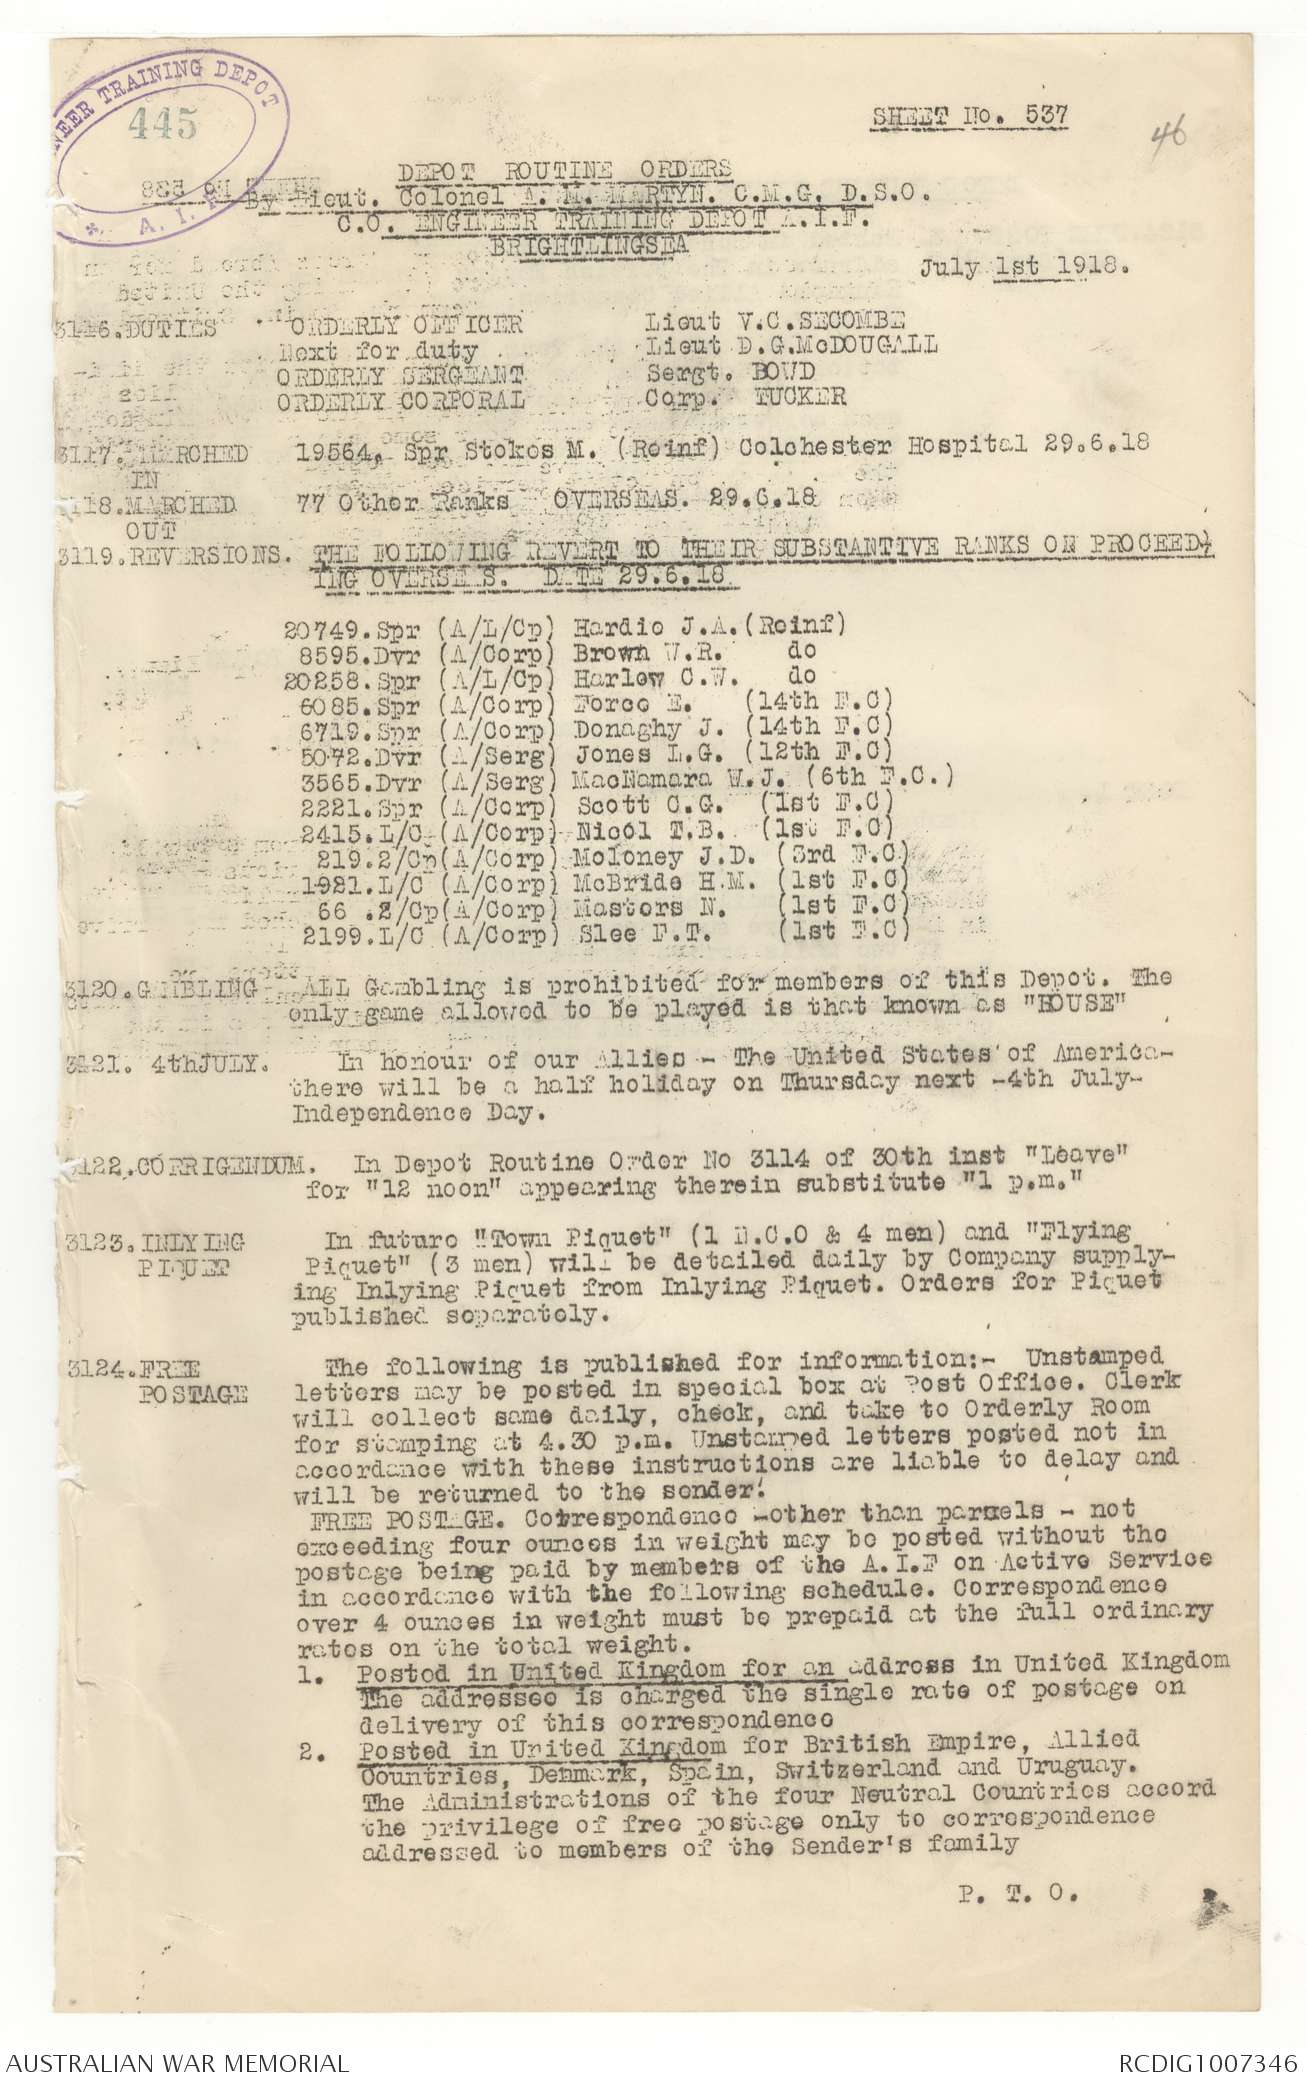 ENGINEER TRAINING DEPOT
445
A. I. F.
SHEET No. 537
46
DEPOT ROUTINE ORDERS
By Lieut. Colonel A. M. MARTYN. C.M.G. D.S.O.
C.O. ENGINEER TRAINING DEPOT A.I.F.
BRIGHTLINGSEA
July 1st 1918.
3116.DUTIES ORDERLY OFFICER Lieut V.C.SECOMBE
Next for duty Lieut D.G.McDOUGALL
ORDERLY SERGEANT Sergt. BOWD
ORDERLY CORPORAL Corp. TUCKER
3117. MARCHED 19564. Spr Stokes M. (Reinf) Colchester Hospital 29.6.18
IN
3118.MARCHED 77 Other Ranks OVERSEAS. 29.6.18
OUT
3119.REVERSIONS. THE FOLLOWING REVERT TO THEIR SUBSTANTIVE RANKS ON PROCEED-
ING OVERSEAS. DATE 29.6.18
20749.Spr (A/L/Cp) Hardie J.A.(Reinf)
8595.Dvr (A/Corp) Brown W.R. do
20258.Spr (A/L/Cp) Harlow C.W. do
6085.Spr (A/Corp) Force E. (14th F.C)
6719.Spr (A/Corp) Donaghy J. (14th F.C)
5072.Dvr (A/Serg) Jones L.G. (12th F.C)
3565.Dvr (A/Serg) MacNamara W.J. (6th F.C.)
2221.Spr (A/Corp) Scott C.G. (1st F.C)
2415.L/C (A/Corp) Nicol T.B. (1st F.C)
219.2/Cp(A/Corp) Moloney J.D. (3rd F.C)
1921.L/C (A/Corp) McBride H.M. (1st F.C)
66 .2/Cp(A/Corp) Masters N. (1st F.C)
2199.L/C (A/Corp) Slee F.T. (1st F.C)
3120.GAMBLING ALL Gambling is prohibited for members of this Depot. The
only game allowed to be played is that known as "HOUSE"
3121. 4thJULY. In honour of our Allies - The United States of America-
there will be a half holiday on Thursday next -4th July-
Independence Day.
3122.CORRIGENDUM. In Depot Routine Order No 3114 of 30th inst "Leave"
for "12 noon" appearing therein substitute "1 p.m."
3123.INLYING In future "Town Piquet" (1 N.C.O & 4 men) and "Flying
PIQUET Piquet" (3 men) will be detailed daily by Company supply-
ing Inlying Piquet from Inlying Piquet. Orders for Piquet
published separately.
3124.FREE The following is published for information:- Unstamped
POSTAGE letters may be posted in special box at Post Office. Clerk
will collect same daily, check, and take to Orderly Room
for stamping at 4.30 p.m. Unstamped letters posted not in
accordance with these instructions are liable to delay and
will be returned to the sender.
FREE POSTAGE. Correspondence -other than parcels - not
exceeding four ounces in weight may be posted without the
postage being paid by members of the A.I.F on Active Service
in accordance with the following schedule. Correspondence
over 4 ounces in weight must be prepaid at the full ordinary
rates on the total weight.
1. Posted in United Kingdom for an address in United Kingdom
The addressee is charged the single rate of postage on
delivery of this correspondence
2. Posted in United Kingdom for British Empire, Allied
Countries, Denmark, Spain, Switzerland and Uruguay.
The Administrations of the four Neutral Countries accord
the privilege of free postage only to correspondence
addressed to members of the Sender's family
P. T. O.
AUSTRALIAN WAR MEMORIAL RCDIG1007346